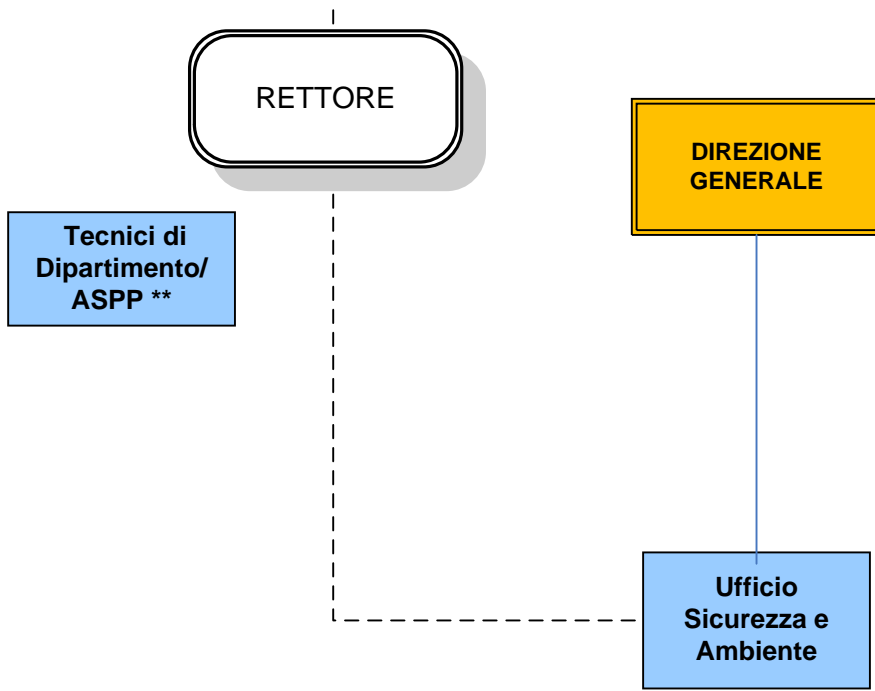 RETTORE
DIREZIONE
GENERALE
Tecnici di
Dipartimento/
ASPP **
Ufficio
Sicurezza e
Ambiente